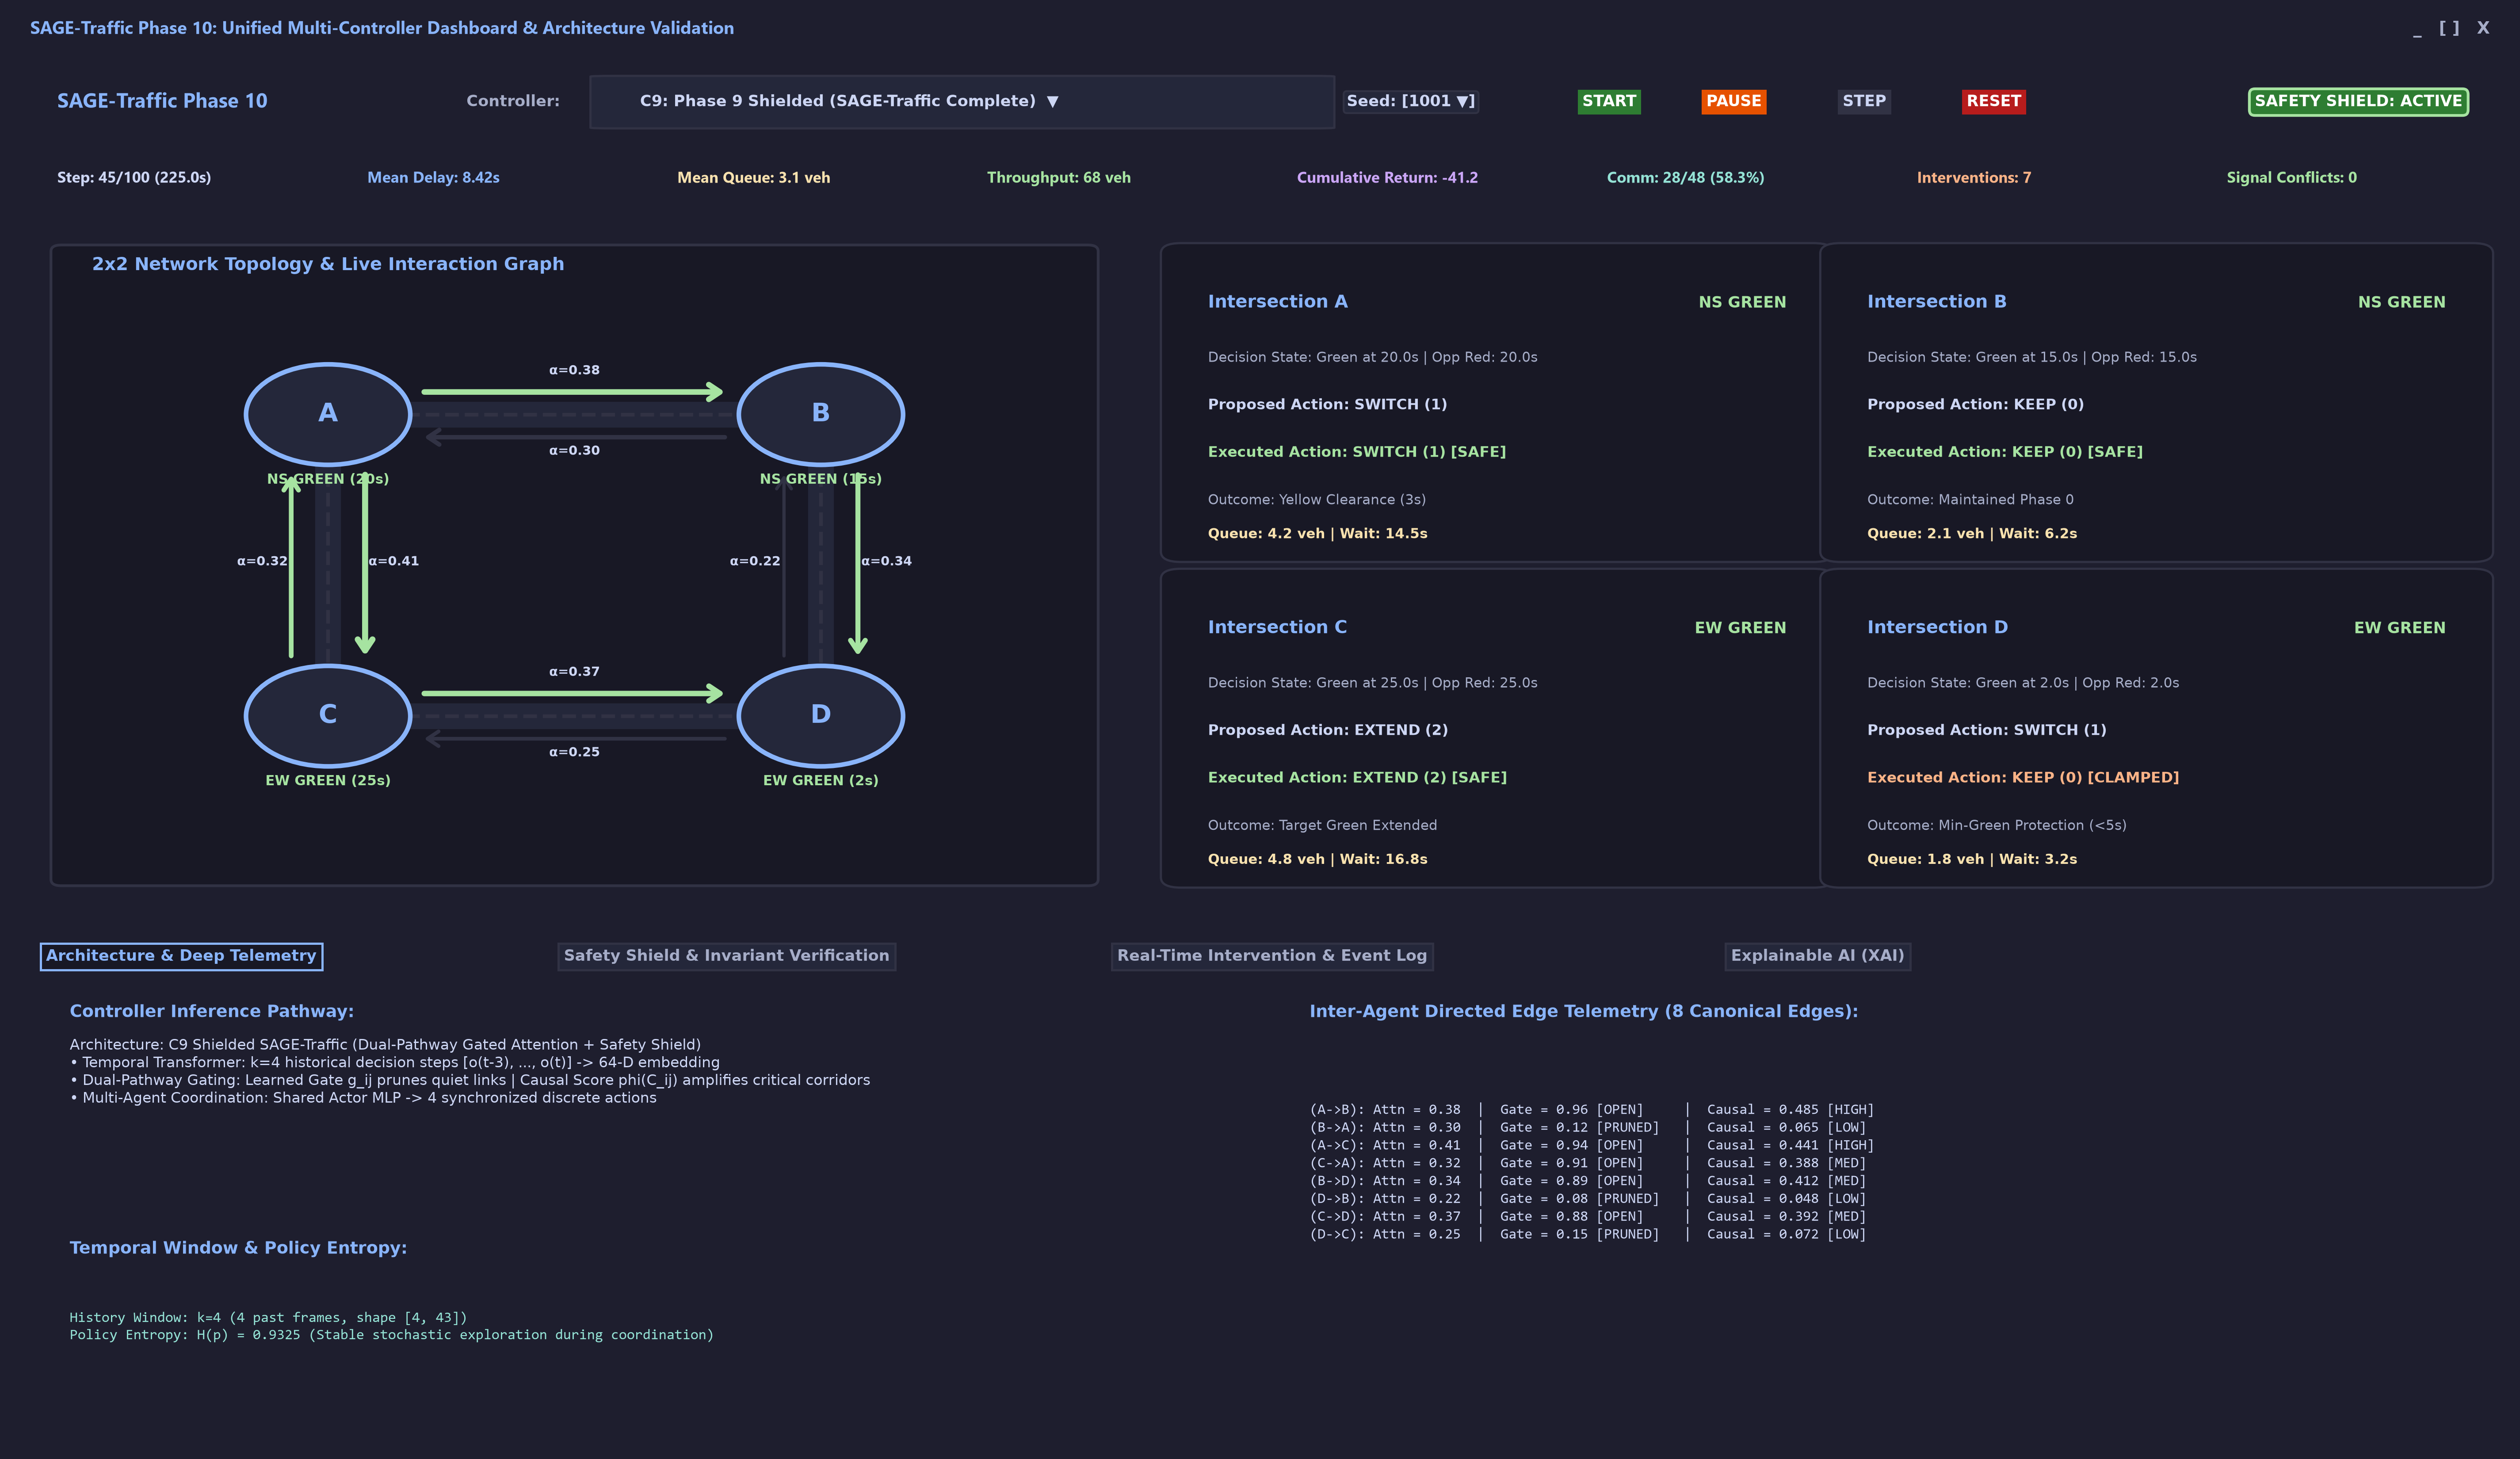 SAGE-Traffic Phase 10: Unified Multi-Controller Dashboard & Architecture Validation
_ [ ] X
SAGE-Traffic Phase 10
Controller:
C9: Phase 9 Shielded (SAGE-Traffic Complete) ▼
Seed: [1001 ▼]
START
PAUSE
STEP
RESET
SAFETY SHIELD: ACTIVE
Step: 45/100 (225.0s)
Mean Delay: 8.42s
Mean Queue: 3.1 veh
Throughput: 68 veh
Cumulative Return: -41.2
Comm: 28/48 (58.3%)
Interventions: 7
Signal Conflicts: 0
2x2 Network Topology & Live Interaction Graph
α=0.38
A
B
α=0.30
NS GREEN (20s)
NS GREEN (15s)
α=0.32
α=0.41
α=0.22
α=0.34
α=0.37
C
D
α=0.25
EW GREEN (25s)
EW GREEN (2s)
Intersection A
NS GREEN
Decision State: Green at 20.0s | Opp Red: 20.0s
Proposed Action: SWITCH (1)
Executed Action: SWITCH (1) [SAFE]
Outcome: Yellow Clearance (3s)
Queue: 4.2 veh | Wait: 14.5s
Intersection B
NS GREEN
Decision State: Green at 15.0s | Opp Red: 15.0s
Proposed Action: KEEP (0)
Executed Action: KEEP (0) [SAFE]
Outcome: Maintained Phase 0
Queue: 2.1 veh | Wait: 6.2s
Intersection C
EW GREEN
Decision State: Green at 25.0s | Opp Red: 25.0s
Proposed Action: EXTEND (2)
Executed Action: EXTEND (2) [SAFE]
Outcome: Target Green Extended
Queue: 4.8 veh | Wait: 16.8s
Intersection D
EW GREEN
Decision State: Green at 2.0s | Opp Red: 2.0s
Proposed Action: SWITCH (1)
Executed Action: KEEP (0) [CLAMPED]
Outcome: Min-Green Protection (<5s)
Queue: 1.8 veh | Wait: 3.2s
Architecture & Deep Telemetry
Safety Shield & Invariant Verification
Real-Time Intervention & Event Log
Explainable AI (XAI)
Controller Inference Pathway:
Architecture: C9 Shielded SAGE-Traffic (Dual-Pathway Gated Attention + Safety Shield)
• Temporal Transformer: k=4 historical decision steps [o(t-3), ..., o(t)] -> 64-D embedding
• Dual-Pathway Gating: Learned Gate g_ij prunes quiet links | Causal Score phi(C_ij) amplifies critical corridors
• Multi-Agent Coordination: Shared Actor MLP -> 4 synchronized discrete actions
Temporal Window & Policy Entropy:
History Window: k=4 (4 past frames, shape [4, 43])
Policy Entropy: H(p) = 0.9325 (Stable stochastic exploration during coordination)
Inter-Agent Directed Edge Telemetry (8 Canonical Edges):
(A->B): Attn = 0.38 | Gate = 0.96 [OPEN] | Causal = 0.485 [HIGH]
(B->A): Attn = 0.30 | Gate = 0.12 [PRUNED] | Causal = 0.065 [LOW]
(A->C): Attn = 0.41 | Gate = 0.94 [OPEN] | Causal = 0.441 [HIGH]
(C->A): Attn = 0.32 | Gate = 0.91 [OPEN] | Causal = 0.388 [MED]
(B->D): Attn = 0.34 | Gate = 0.89 [OPEN] | Causal = 0.412 [MED]
(D->B): Attn = 0.22 | Gate = 0.08 [PRUNED] | Causal = 0.048 [LOW]
(C->D): Attn = 0.37 | Gate = 0.88 [OPEN] | Causal = 0.392 [MED]
(D->C): Attn = 0.25 | Gate = 0.15 [PRUNED] | Causal = 0.072 [LOW]